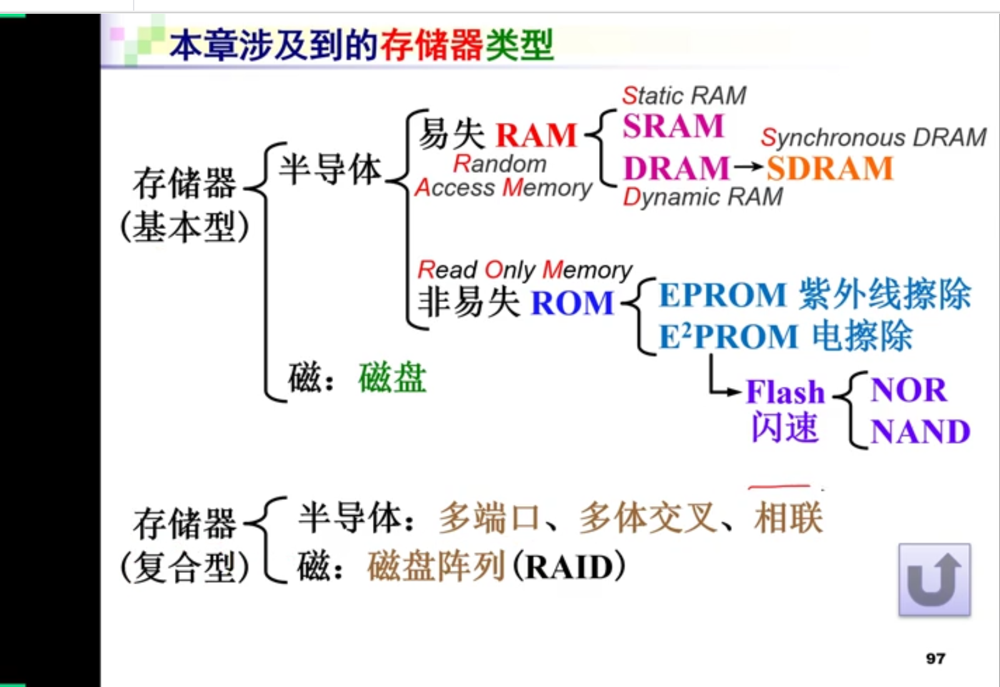 本章涉及到的存储器类型
存储器
(基本型)
半导体
易失 RAM
Random
Access Memory
Static RAM
SRAM
DRAM→SDRAM
Synchronous DRAM
Dynamic RAM
Read Only Memory
非易失 ROM
EPROM 紫外线擦除
E²PROM 电擦除
Flash
闪速
NOR
NAND
磁：磁盘
存储器
(复合型)
半导体：多端口、多体交叉、相联
磁：磁盘阵列(RAID)
97